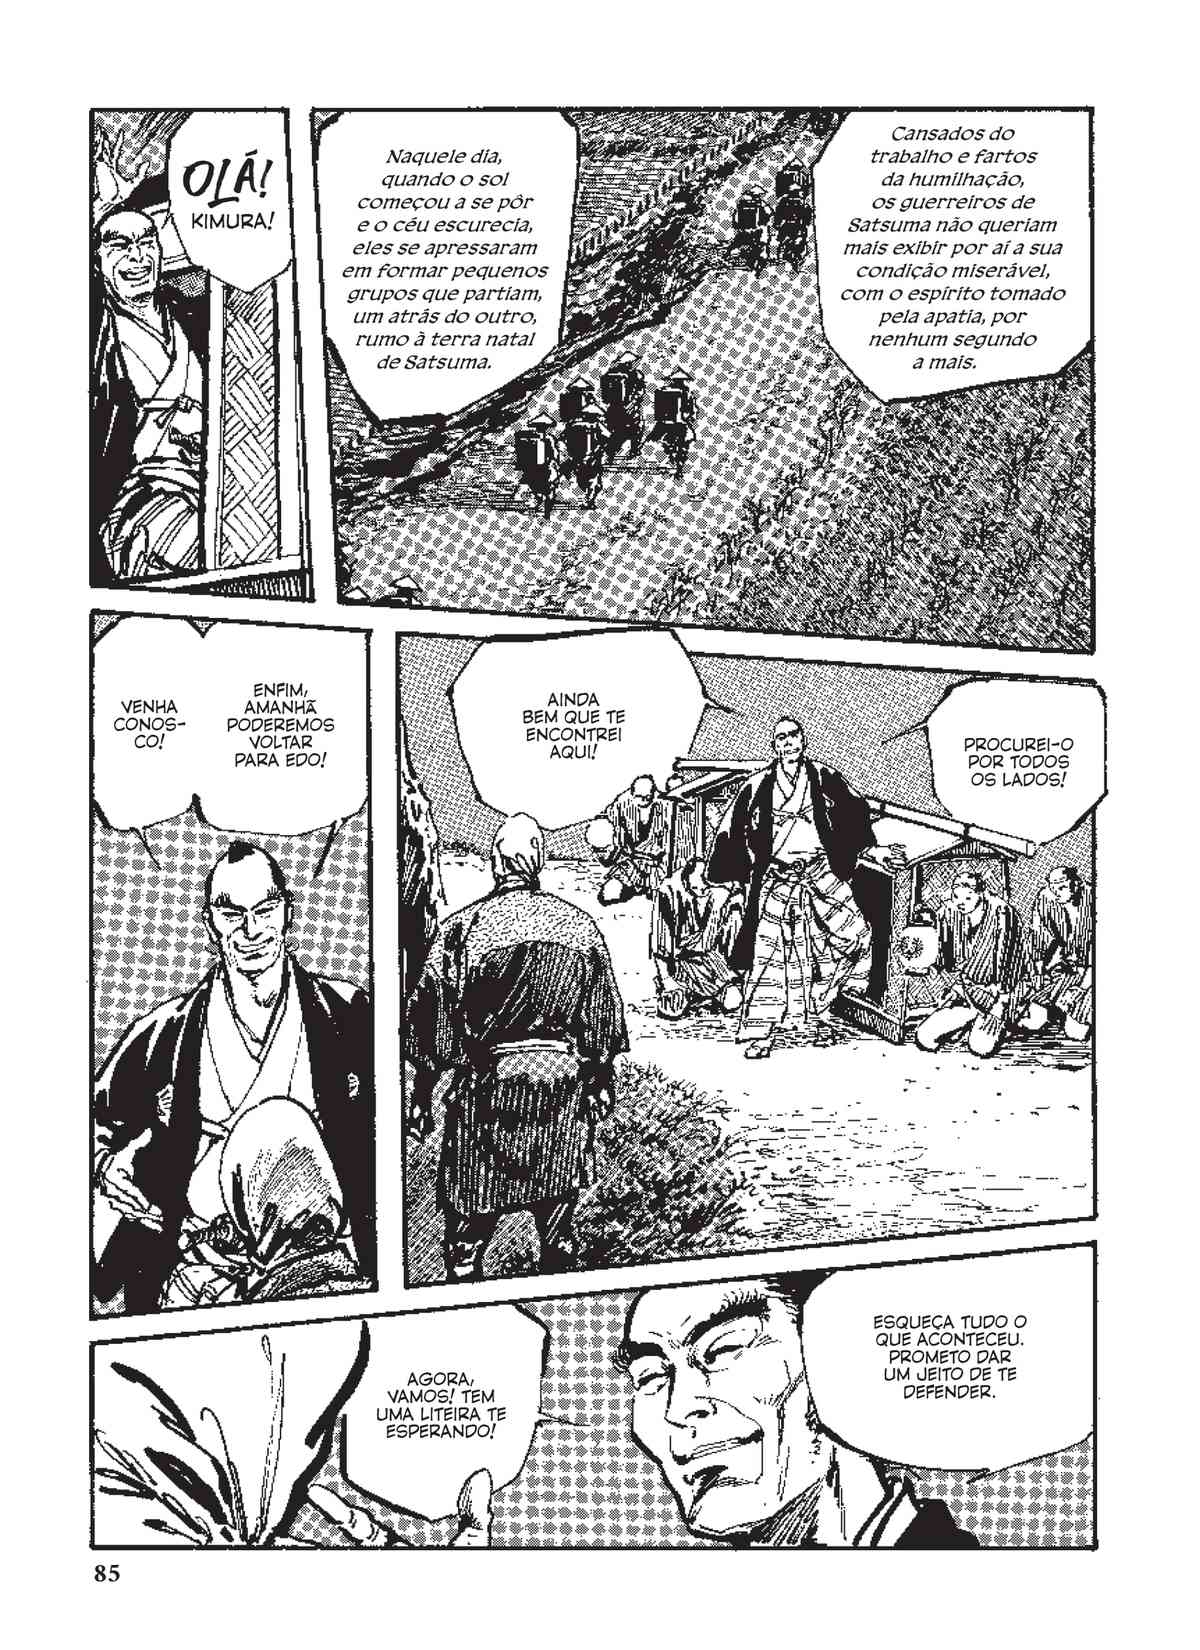 Cansados do
trabalho e fartos
da humilhação,
os guerreiros de
Satsuma não queriam
mais exibir por aí a sua
condição miserável,
com o espírito tomado
pela apatia, por
nenhum segundo
a mais.
Naquele dia,
quando o sol
começou a se pôr
e o céu escurecia,
eles se apressaram
em formar pequenos
grupos que partiam,
um atrás do outro,
rumo à terra natal
de Satsuma.
OLÁ!
KIMURA!
PROCUREI-O
POR TODOS
OS LADOS!
AINDA
BEM QUE TE
ENCONTREI
AQUI!
ENFIM,
AMANHÃ
PODEREMOS
VOLTAR
PARA EDO!
VENHA
CONOS-
CO!
ESQUEÇA TUDO O
QUE ACONTECEU.
PROMETO DAR
UM JEITO DE TE
DEFENDER.
AGORA,
VAMOS! TEM
UMA LITEIRA TE
ESPERANDO!
85